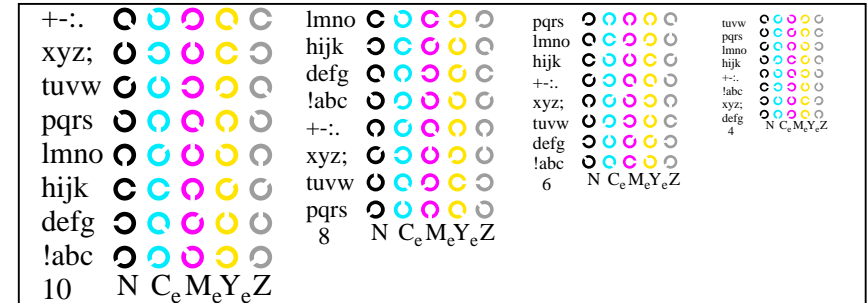 +-:.
xyz;
tuvw
pqrs
lmno
hijk
defg
!abc
10 N CeMeYeZ
lmno
hijk
defg
!abc
+-:.
xyz;
tuvw
pqrs
8 N CeMeYeZ
pqrs
lmno
hijk
+-:.
xyz;
tuvw
defg
!abc
6 N CeMeYeZ
tuvw
pqrs
lmno
hijk
+-:.
!abc
xyz;
defg
4 N CeMeYeZ